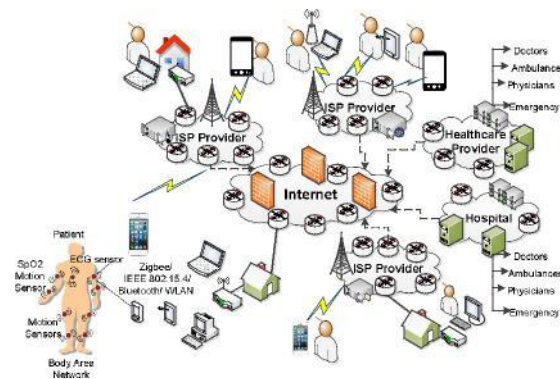 Doctors
Ambulance
Physicians
Emergency
ISP Provider
ISP Provider
Healthcare
Provider
Internet
Hospital
Patient
ECG sensor
SpO2
Motion
Sensor
Zigbee/
IEEE 802.15.4/
Bluetooth/ WLAN
ISP Provider
Doctors
Ambulances
Physicians
Emergency
Motion
Sensors
Body Area
Network